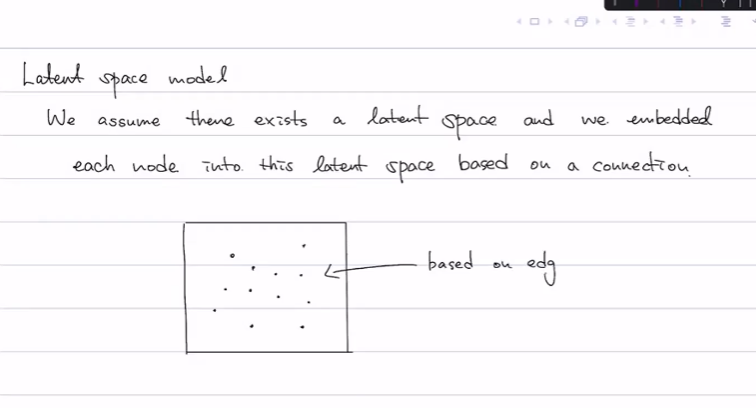 Latent space model
We assume there exists a latent space and we embedded
each node into this latent space based on a connection.
based on edg